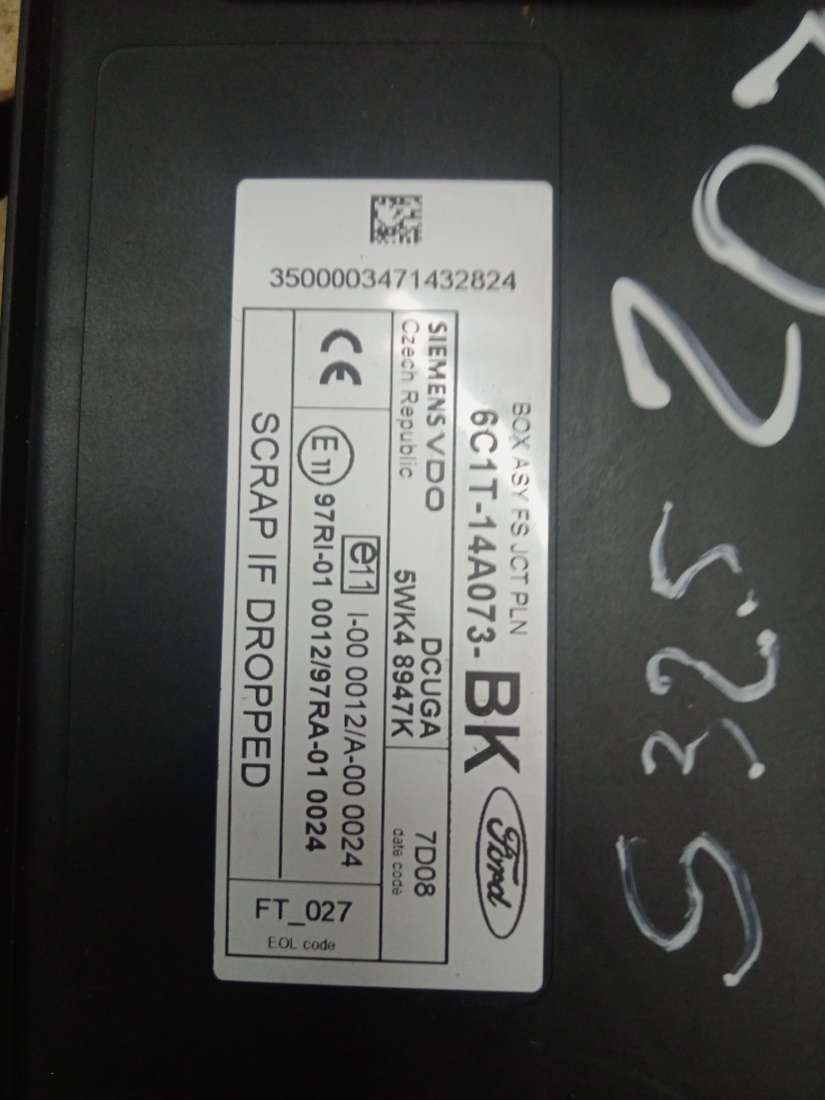 BOX ASY FS JCT PLN
6C1T-14A073-BK
Ford
SIEMENS VDO
Czech Republic
DCUGA
5WK4 8947K
7D08
date code
CE
e11 I-00 0012/A-00 0024
E11 97RI-01 0012/97RA-01 0024
SCRAP IF DROPPED
FT_027
EOL code
3500003471432824